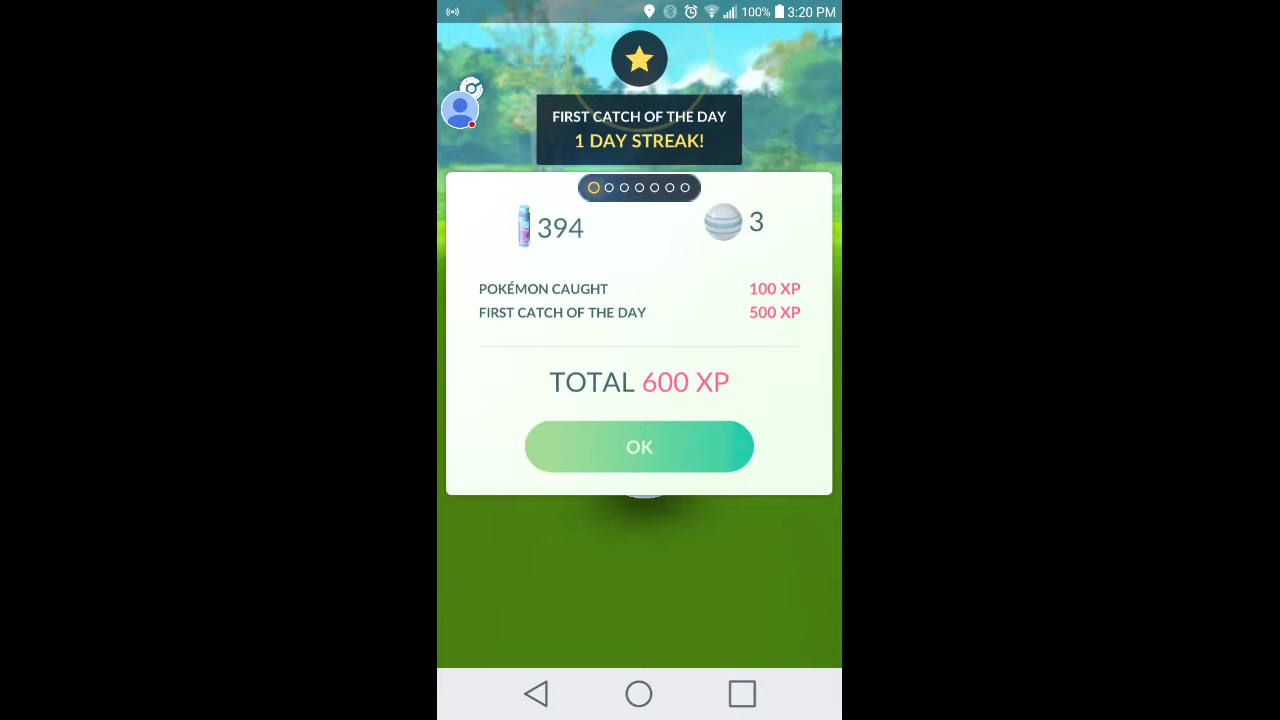 100% 3:20 PM
FIRST CATCH OF THE DAY
1 DAY STREAK!
394 3
POKÉMON CAUGHT 100 XP
FIRST CATCH OF THE DAY 500 XP
TOTAL 600 XP
OK